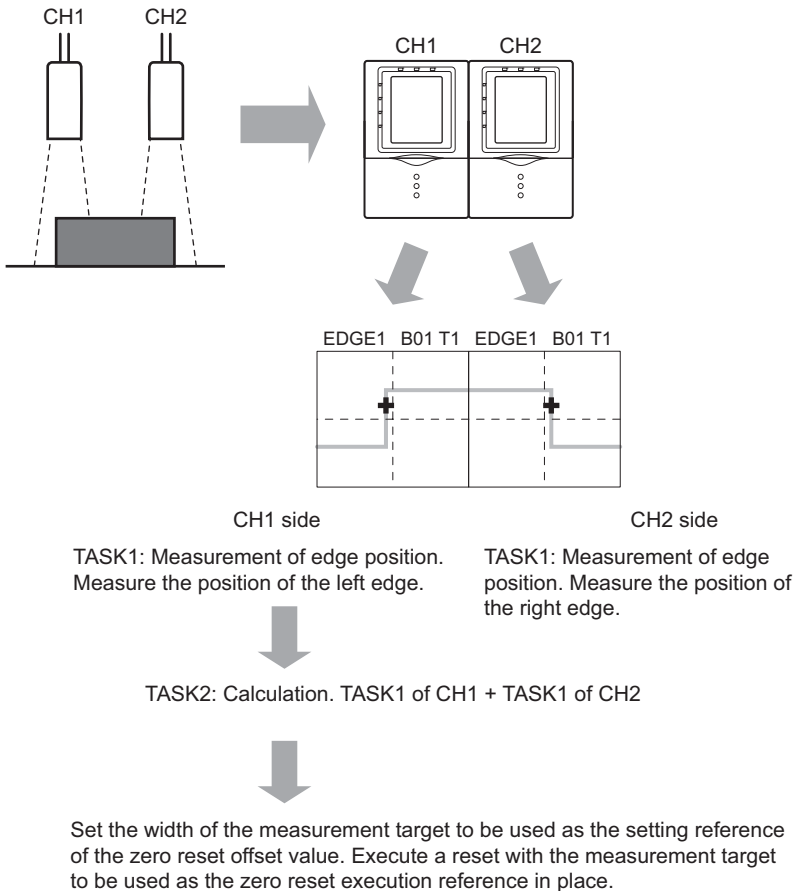 CH1 CH2
CH1 CH2
EDGE1 B01 T1 EDGE1 B01 T1
CH1 side
TASK1: Measurement of edge position.
Measure the position of the left edge.
CH2 side
TASK1: Measurement of edge
position. Measure the position of
the right edge.
TASK2: Calculation. TASK1 of CH1 + TASK1 of CH2
Set the width of the measurement target to be used as the setting reference
of the zero reset offset value. Execute a reset with the measurement target
to be used as the zero reset execution reference in place.